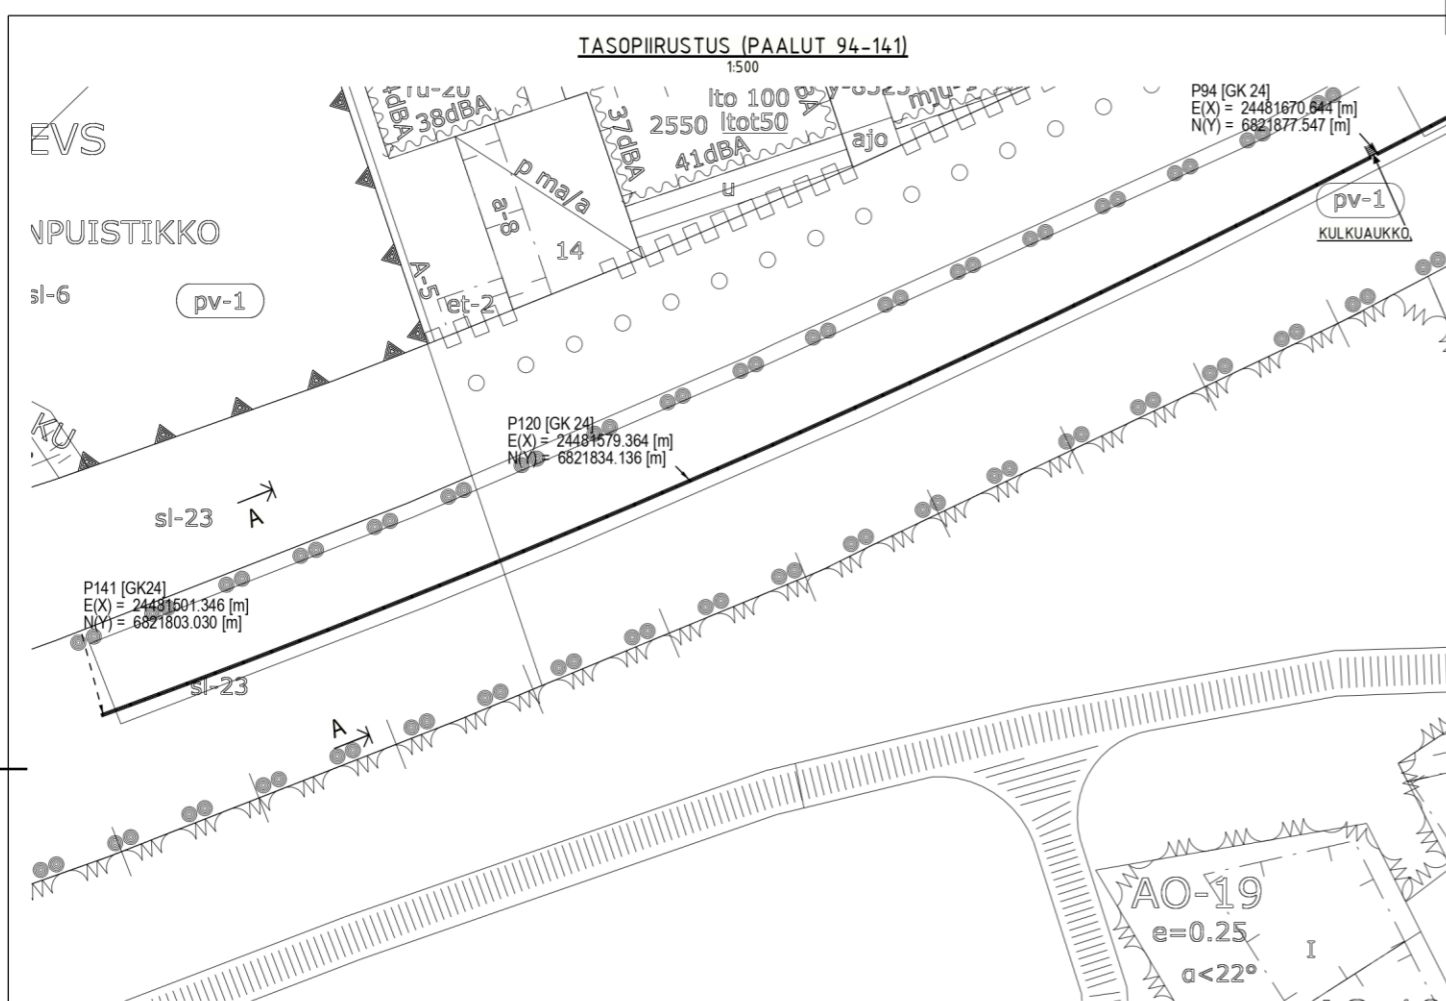 TASOPIIRUSTUS (PAALUT 94-141)
1:500
P94 [GK 24]
E(X) = 24481670.644 [m]
N(Y) = 6821877.547 [m]
ru-20
38dBA
37dBA
lto 100
2550 ltot50
41dBA
ajo
u
p ma/a
a-8
14
A-5
et-2
EVS
NPUISTIKKO
sl-6
pv-1
pv-1
KULKUAUKKO
KU
P120 [GK 24]
E(X) = 24481579.364 [m]
N(Y) = 6821834.136 [m]
sl-23
A
P141 [GK24]
E(X) = 24481501.346 [m]
N(Y) = 6821803.030 [m]
sl-23
A
AO-19
e=0.25
I
a<22°